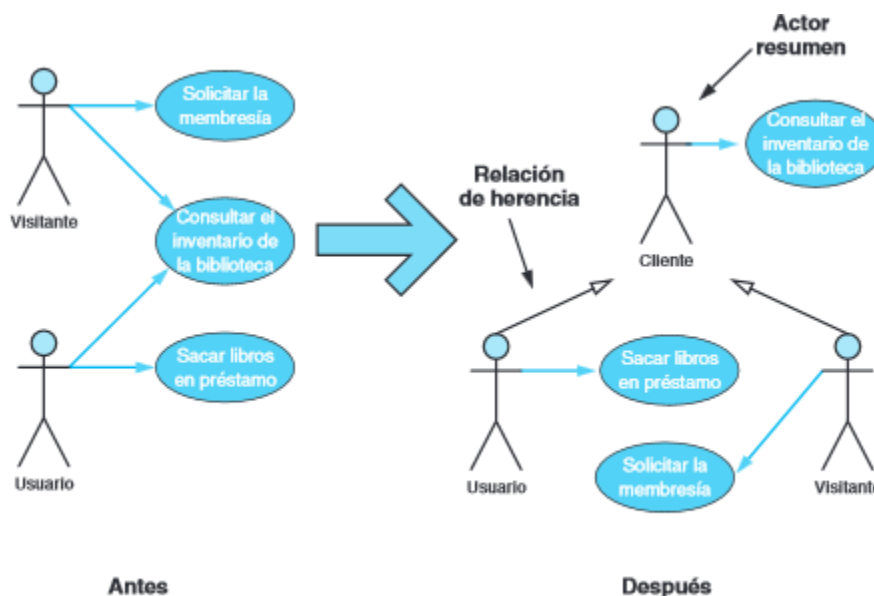 Solicitar la
membresía
Visitante
Consultar el
inventario de
la biblioteca
Sacar libros
en préstamo
Usuario
Antes
Actor
resumen
Consultar el
inventario de
la biblioteca
Relación
de herencia
Cliente
Sacar libros
en préstamo
Solicitar la
membresía
Usuario
Visitante
Después